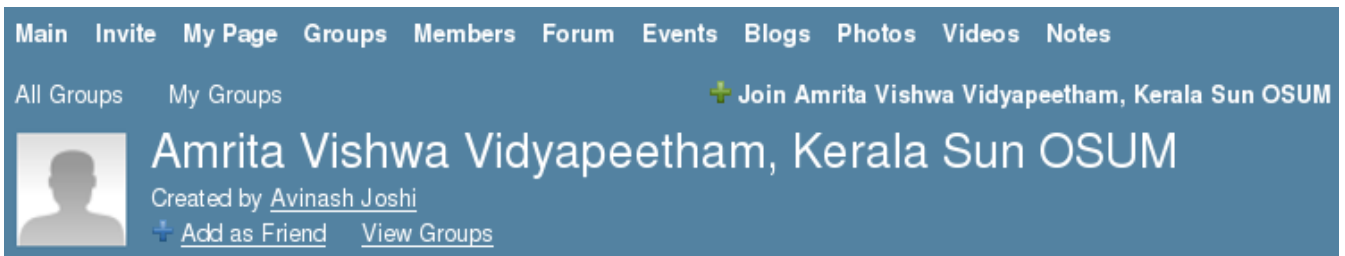 Main Invite My Page Groups Members Forum Events Blogs Photos Videos Notes
All Groups My Groups Join Amrita Vishwa Vidyapeetham, Kerala Sun OSUM
Amrita Vishwa Vidyapeetham, Kerala Sun OSUM
Created by Avinash Joshi
Add as Friend View Groups